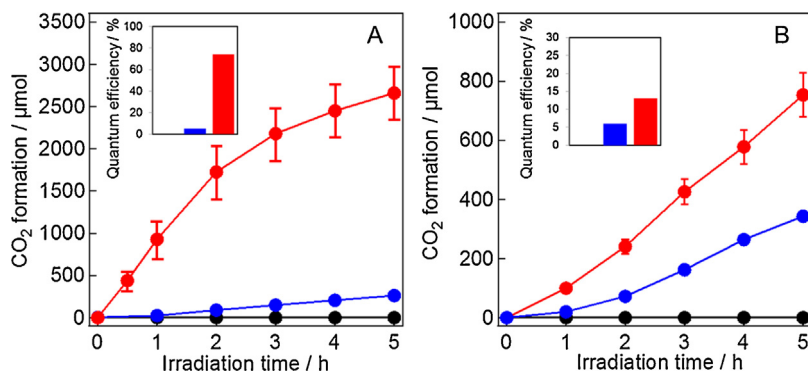 A
CO₂ formation / µmol
3500
3000
2500
2000
1500
1000
500
0
Quantum efficiency / %
100
80
60
40
20
0
0 1 2 3 4 5
Irradiation time / h
B
CO₂ formation / µmol
1000
800
600
400
200
0
Quantum efficiency / %
30
25
20
15
10
5
0
0 1 2 3 4 5
Irradiation time / h